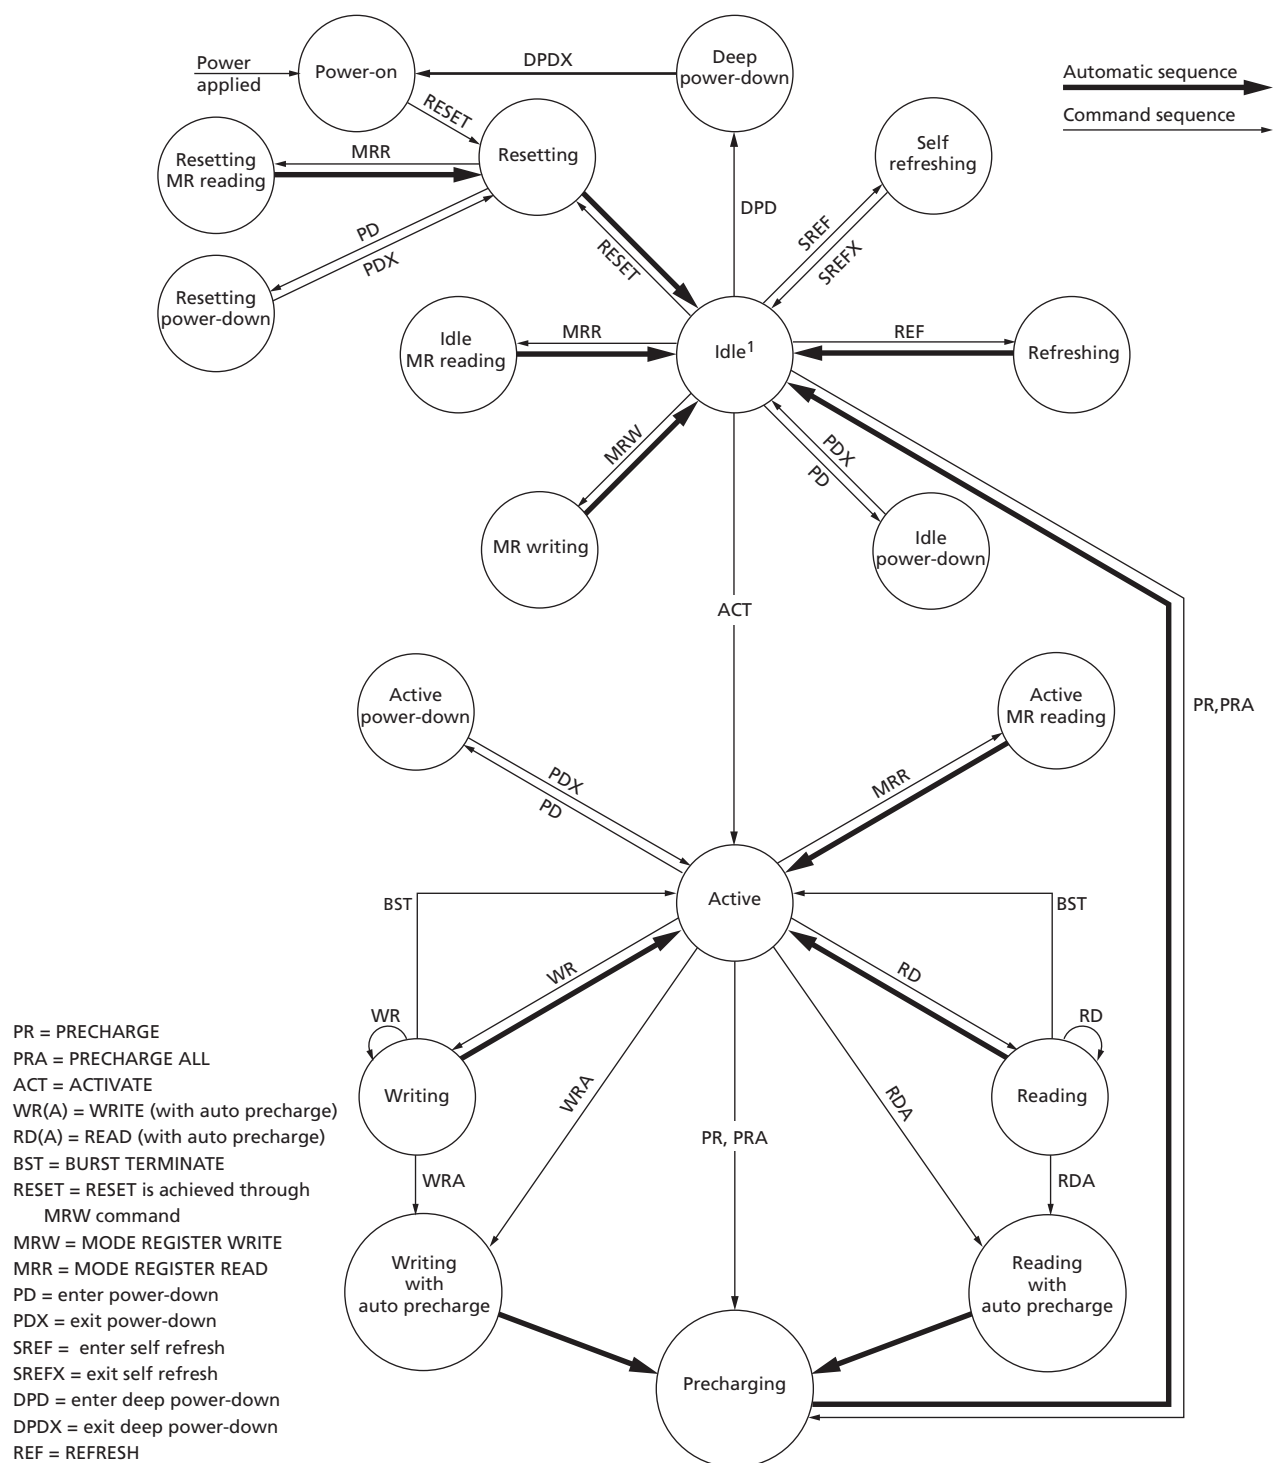 Power
applied
Power-on
DPDX
Deep
power-down
Automatic sequence
Command sequence
RESET
Resetting
MR reading
MRR
Resetting
Self
refreshing
DPD
SREF
SREFX
PD
PDX
RESET
Resetting
power-down
Idle
MR reading
MRR
Idle1
REF
Refreshing
MRW
PDX
PD
MR writing
Idle
power-down
ACT
Active
power-down
Active
MR reading
PR,PRA
PDX
PD
MRR
Active
BST
BST
WR
RD
WR
RD
Writing
Reading
WRA
RDA
PR, PRA
WRA
RDA
Writing
with
auto precharge
Reading
with
auto precharge
Precharging
PR = PRECHARGE
PRA = PRECHARGE ALL
ACT = ACTIVATE
WR(A) = WRITE (with auto precharge)
RD(A) = READ (with auto precharge)
BST = BURST TERMINATE
RESET = RESET is achieved through
MRW command
MRW = MODE REGISTER WRITE
MRR = MODE REGISTER READ
PD = enter power-down
PDX = exit power-down
SREF =  enter self refresh
SREFX = exit self refresh
DPD = enter deep power-down
DPDX = exit deep power-down
REF = REFRESH